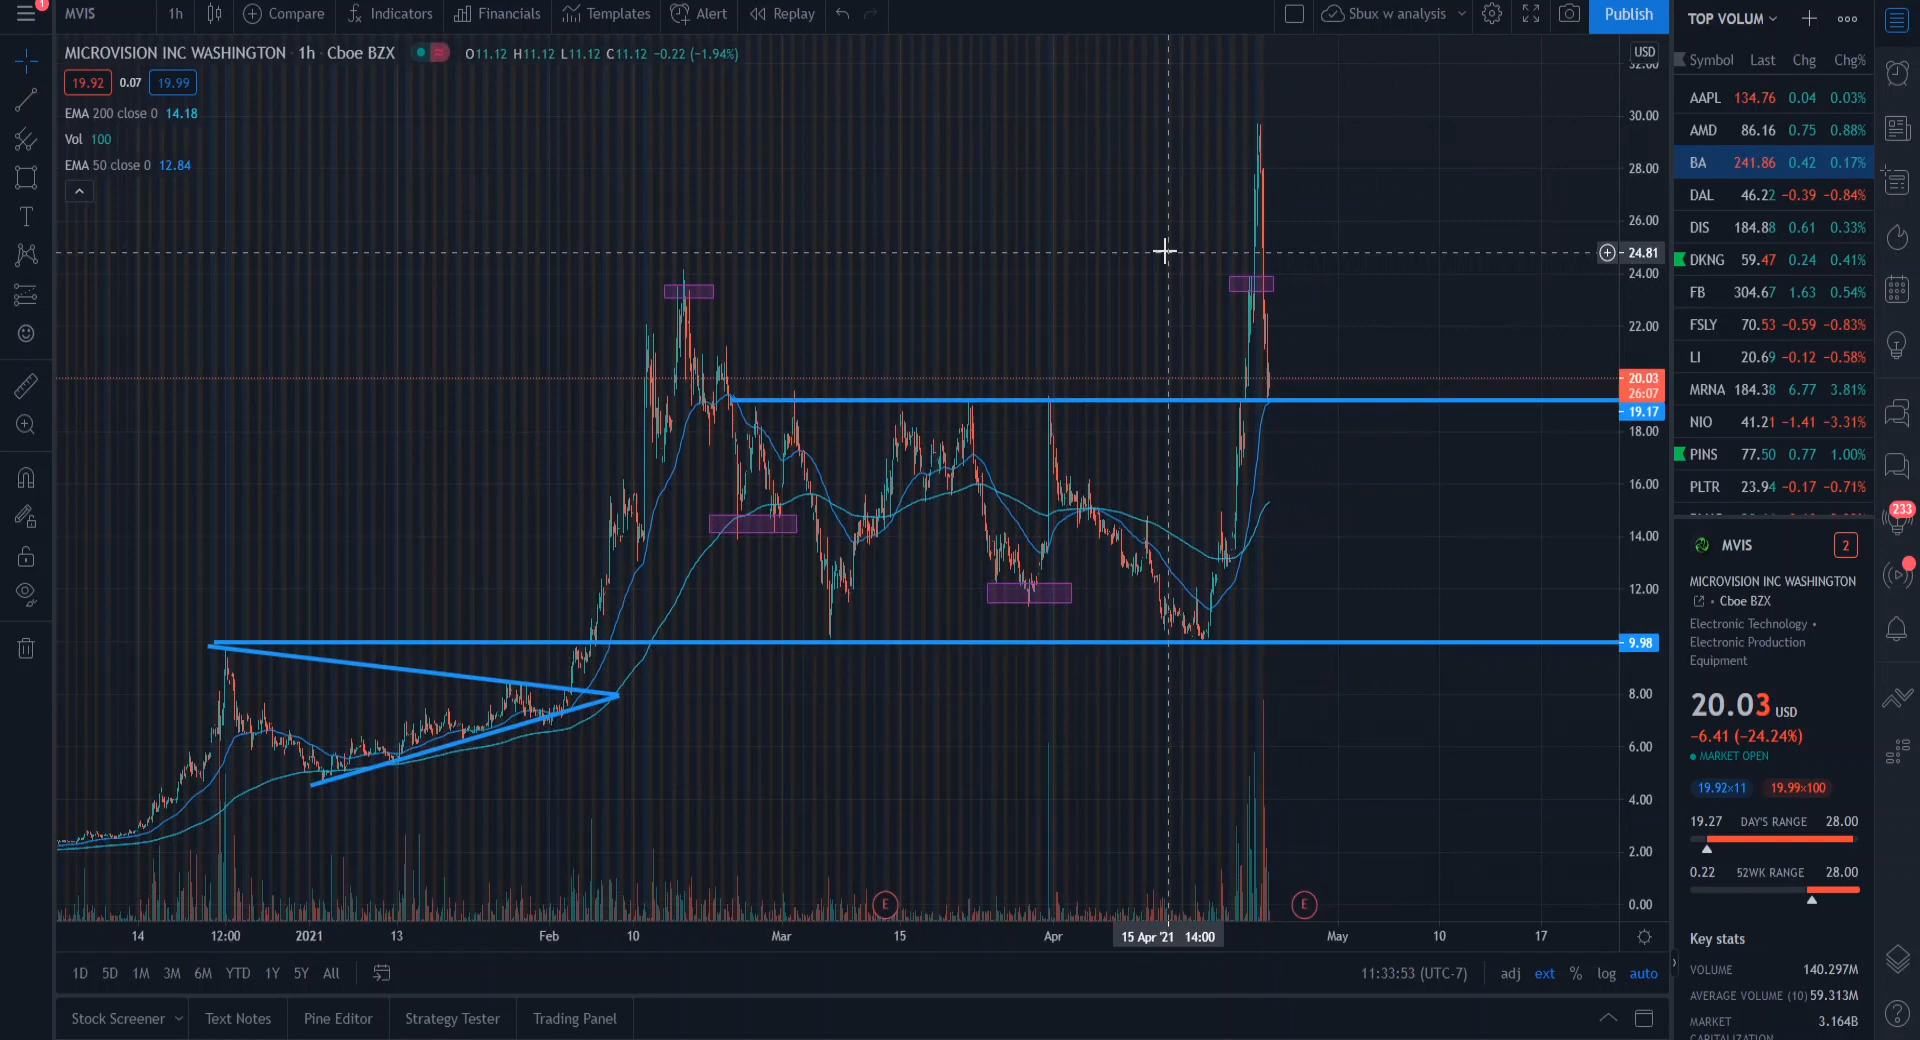 1
MVIS 1h Compare Indicators Financials Templates Alert Replay Sbux w analysis Publish
MICROVISION INC WASHINGTON · 1h · Cboe BZX O11.12 H11.12 L11.12 C11.12 −0.22 (−1.94%)
19.92 0.07 19.99
EMA 200 close 0 14.18
Vol 100
EMA 50 close 0 12.84
USD
32.00
30.00
28.00
26.00
24.81
24.00
22.00
20.03
26:07
19.17
18.00
16.00
14.00
12.00
9.98
8.00
6.00
4.00
2.00
0.00
E E
14 12:00 2021 13 Feb 10 Mar 15 Apr 15 Apr '21 14:00 May 10 17
1D 5D 1M 3M 6M YTD 1Y 5Y All 11:33:53 (UTC-7) adj ext % log auto
Stock Screener Text Notes Pine Editor Strategy Tester Trading Panel
TOP VOLUM
Symbol Last Chg Chg%
AAPL 134.76 0.04 0.03%
AMD 86.16 0.75 0.88%
BA 241.86 0.42 0.17%
DAL 46.22 −0.39 −0.84%
DIS 184.88 0.61 0.33%
DKNG 59.47 0.24 0.41%
FB 304.67 1.63 0.54%
FSLY 70.53 −0.59 −0.83%
LI 20.69 −0.12 −0.58%
MRNA 184.38 6.77 3.81%
NIO 41.21 −1.41 −3.31%
PINS 77.50 0.77 1.00%
PLTR 23.94 −0.17 −0.71%
233
MVIS 2
MICROVISION INC WASHINGTON
• Cboe BZX
Electronic Technology •
Electronic Production
Equipment
20.03 USD
−6.41 (−24.24%)
• MARKET OPEN
19.92×11 19.99×100
19.27 DAY'S RANGE 28.00
0.22 52WK RANGE 28.00
Key stats
VOLUME 140.297M
AVERAGE VOLUME (10) 59.313M
MARKET 3.164B
CAPITALIZATION